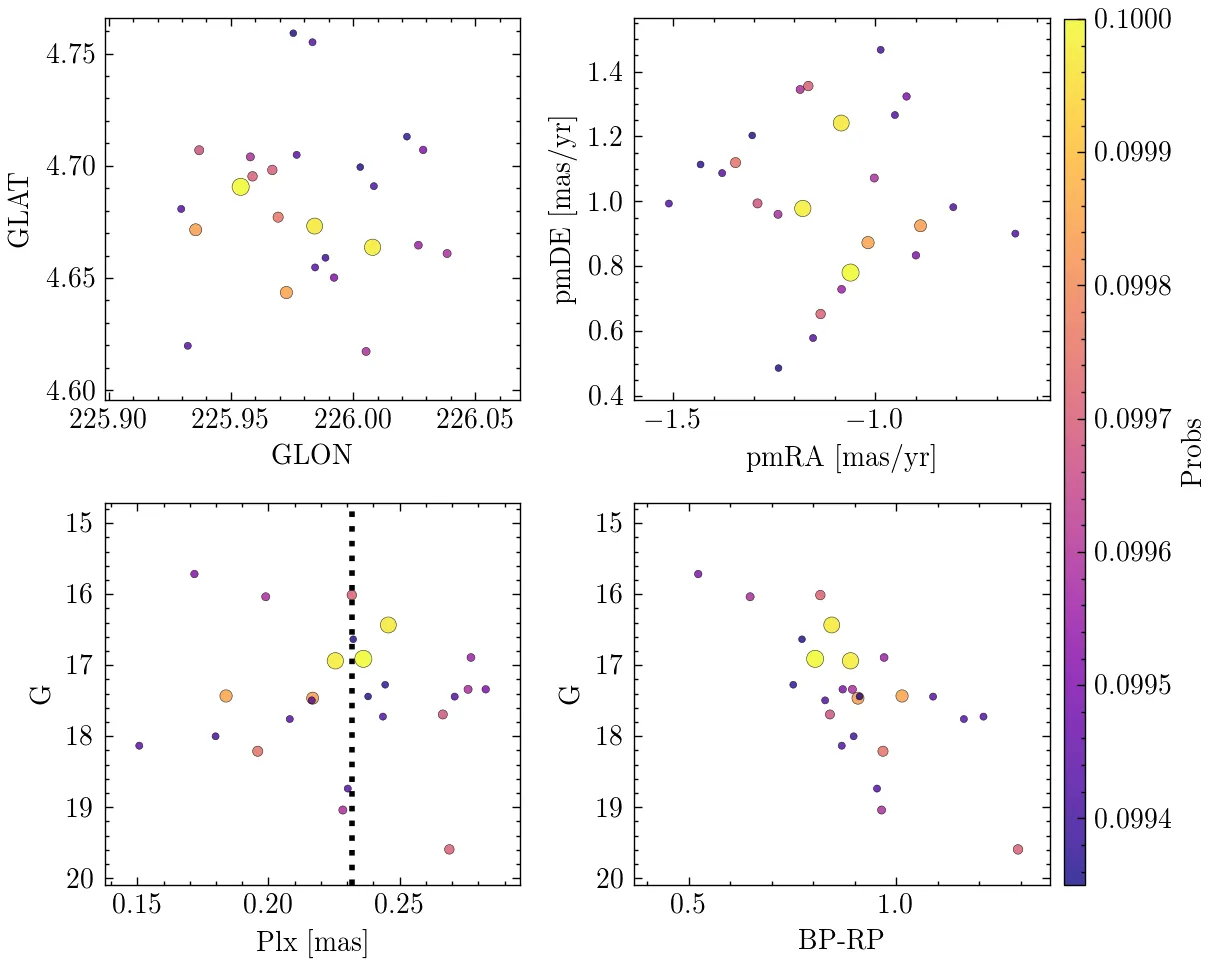 4.75
4.70
4.65
4.60
GLAT
225.90 225.95 226.00 226.05
GLON
1.4
1.2
1.0
0.8
0.6
0.4
pmDE [mas/yr]
−1.5 −1.0
pmRA [mas/yr]
15
16
17
18
19
20
G
0.15 0.20 0.25
Plx [mas]
15
16
17
18
19
20
G
0.5 1.0
BP-RP
0.1000
0.0999
0.0998
0.0997
0.0996
0.0995
0.0994
Probs